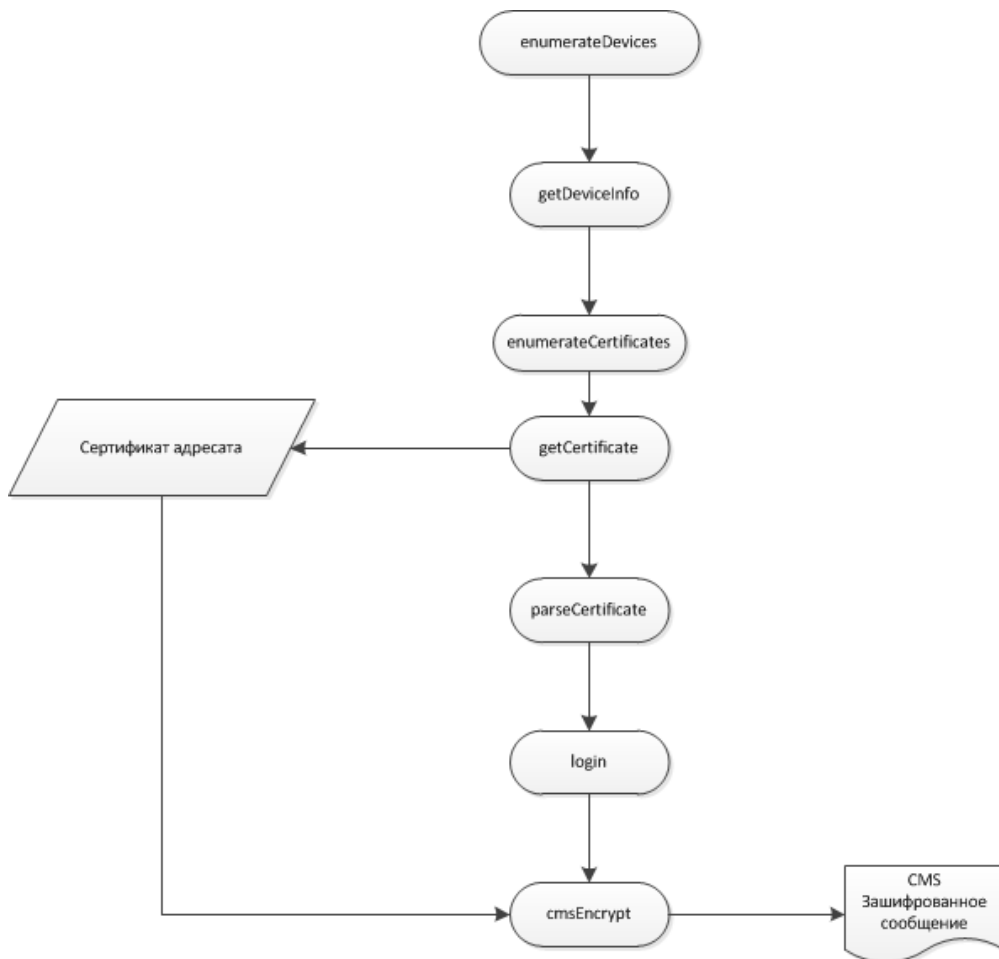 enumerateDevices
getDeviceInfo
enumerateCertificates
Сертификат адресата
getCertificate
parseCertificate
login
cmsEncrypt
CMS
Зашифрованное
сообщение